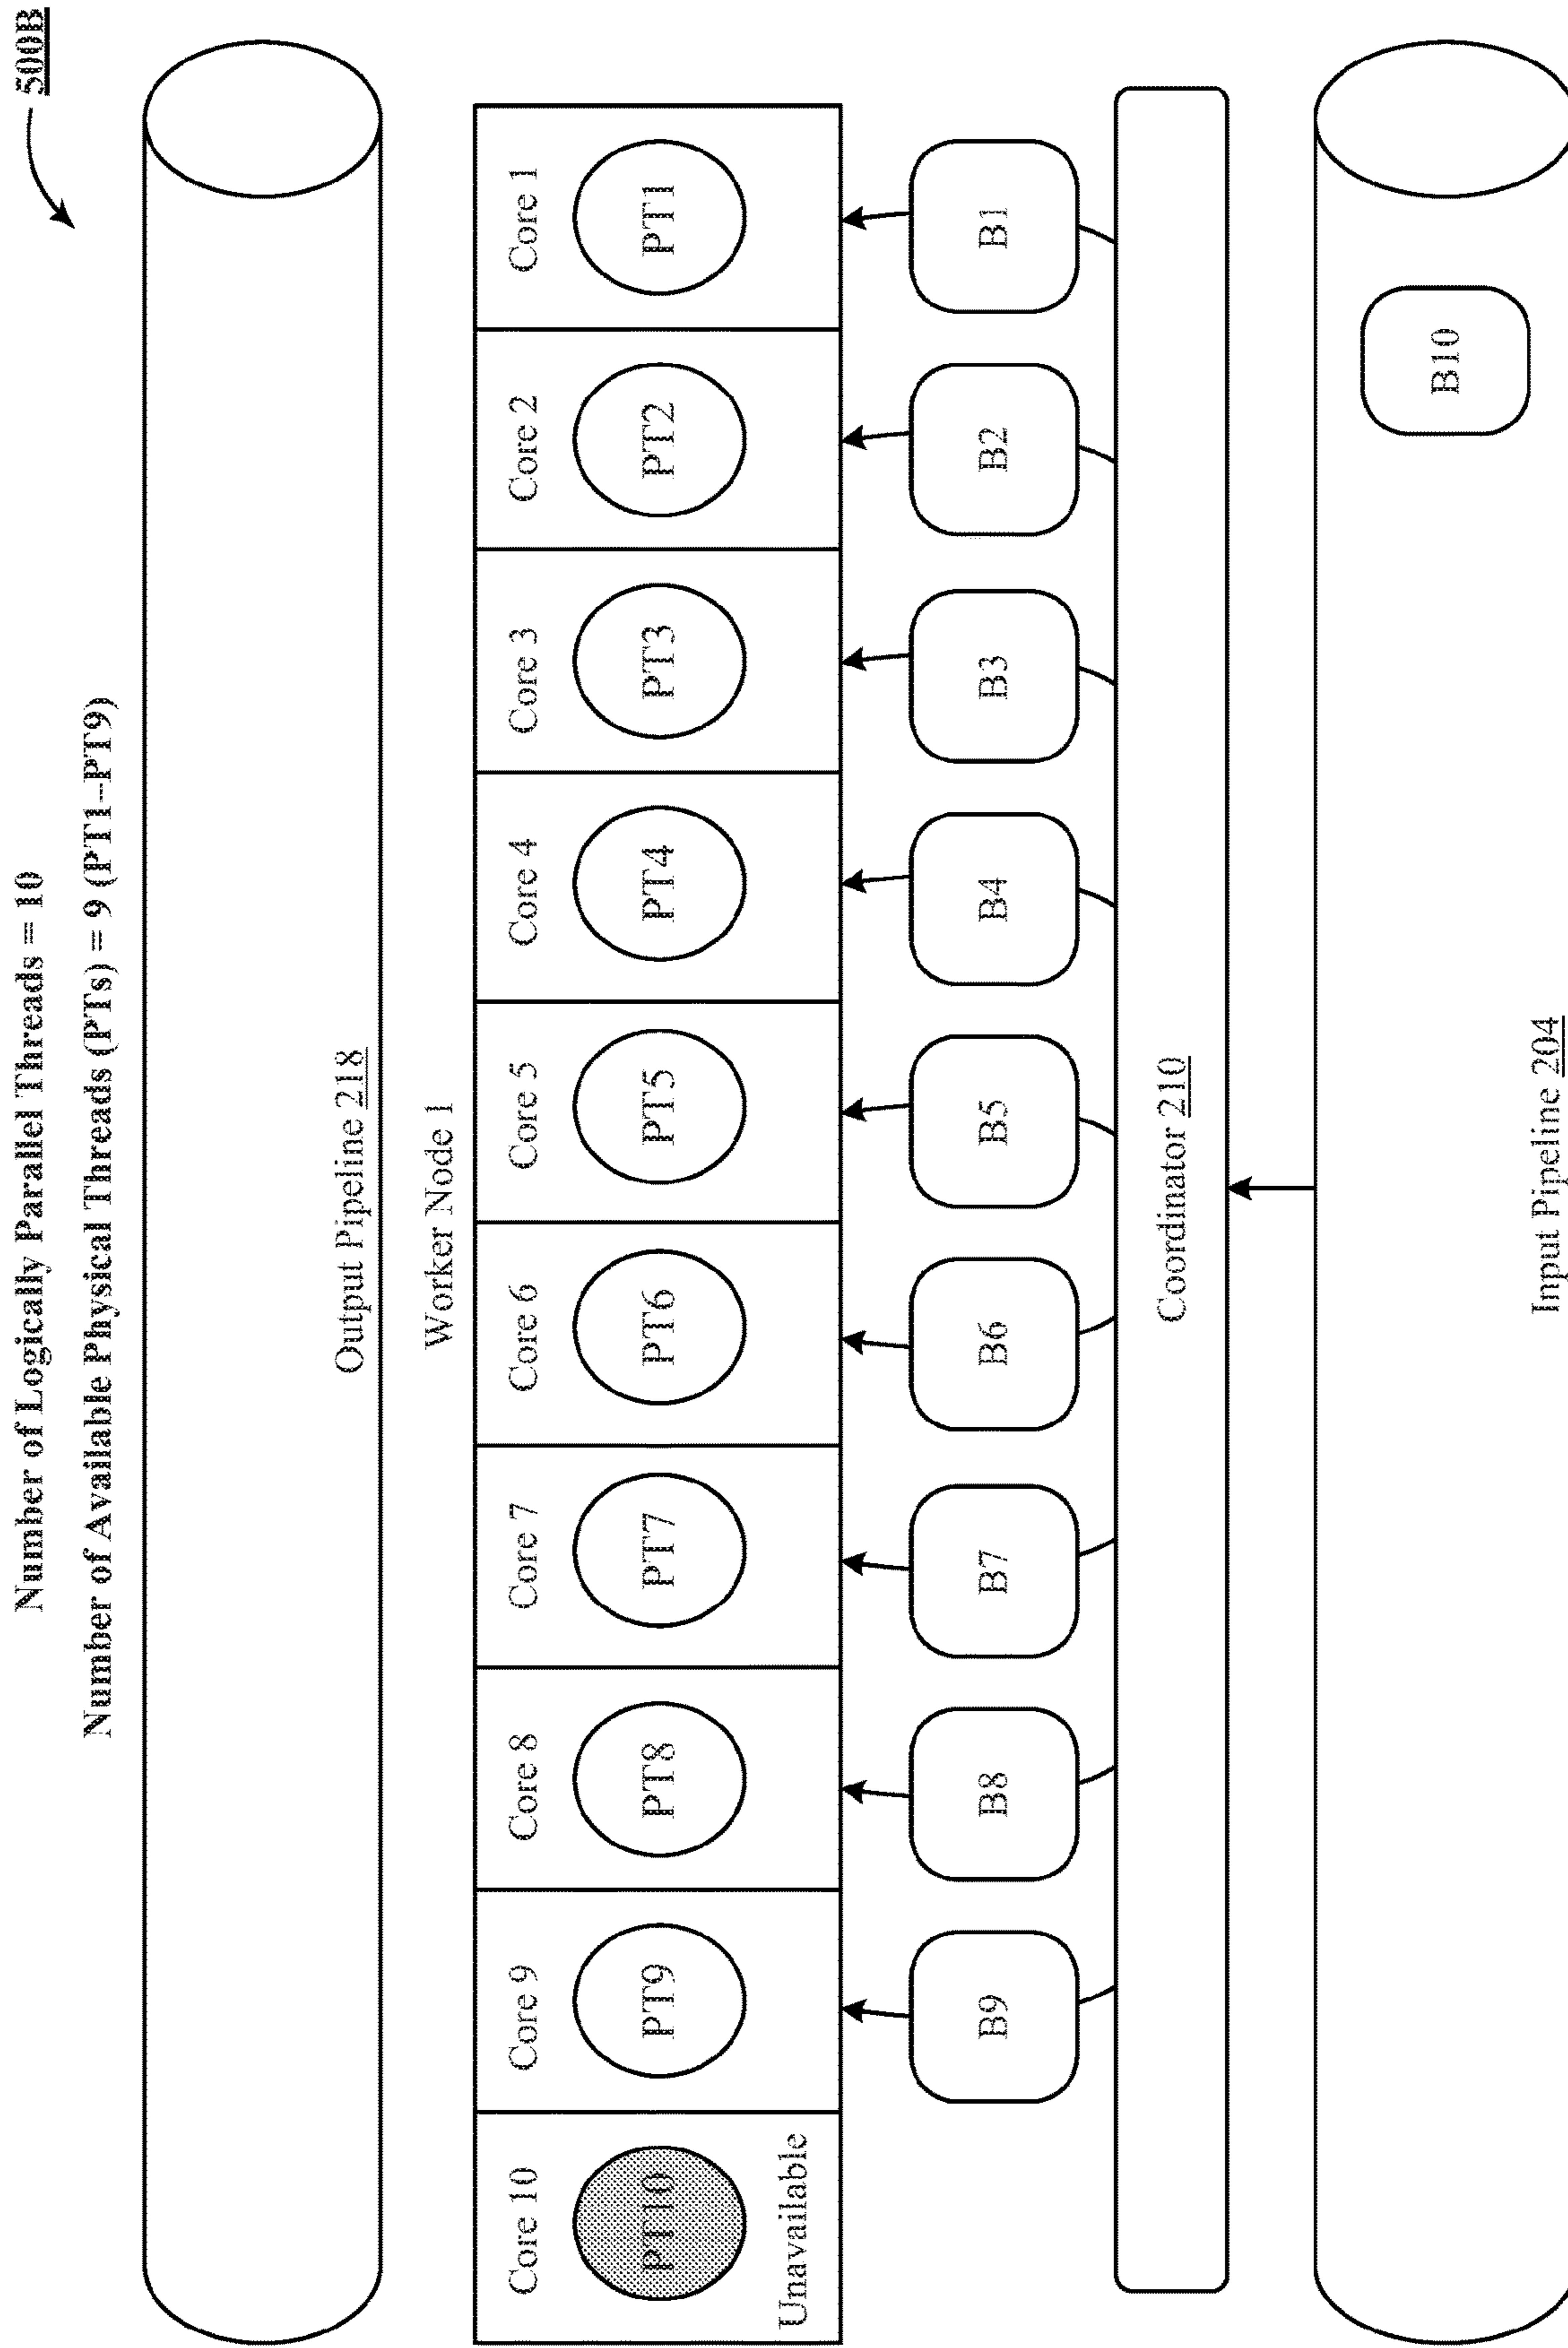 Number of Logically Parallel Threads = 10
500B
Number of Available Physical Threads (PTs) = 9 (PT1–PT9)
Output Pipeline 218
Worker Node 1
Core 10 Core 9 Core 8 Core 7 Core 6 Core 5 Core 4 Core 3 Core 2 Core 1
PT10 PT9 PT8 PT7 PT6 PT5 PT4 PT3 PT2 PT1
Unavailable
B9 B8 B7 B6 B5 B4 B3 B2 B1
Coordinator 210
B10
Input Pipeline 204